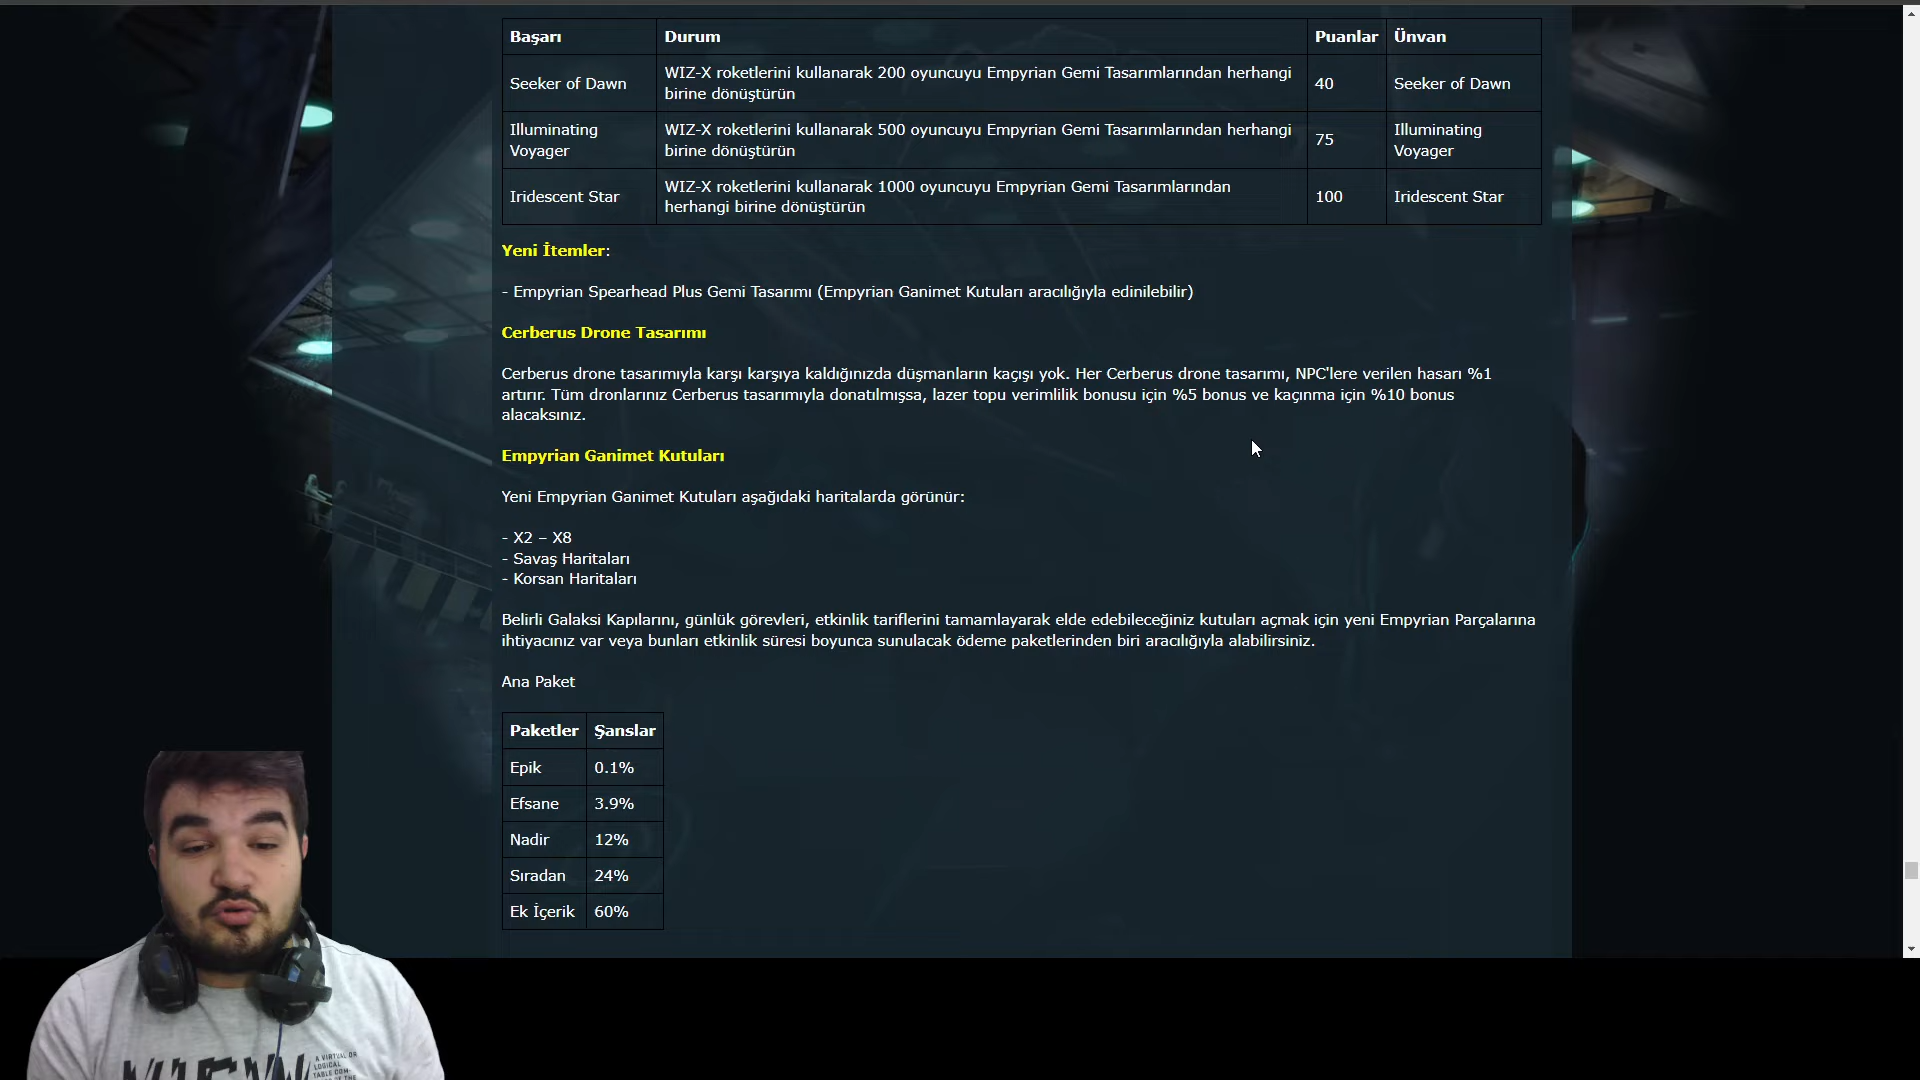 Başarı Durum Puanlar Ünvan
Seeker of Dawn WIZ-X roketlerini kullanarak 200 oyuncuyu Empyrian Gemi Tasarımlarından herhangi
birine dönüştürün 40 Seeker of Dawn
Illuminating
Voyager WIZ-X roketlerini kullanarak 500 oyuncuyu Empyrian Gemi Tasarımlarından herhangi
birine dönüştürün 75 Illuminating
Voyager
Iridescent Star WIZ-X roketlerini kullanarak 1000 oyuncuyu Empyrian Gemi Tasarımlarından
herhangi birine dönüştürün 100 Iridescent Star
Yeni İtemler:
- Empyrian Spearhead Plus Gemi Tasarımı (Empyrian Ganimet Kutuları aracılığıyla edinilebilir)
Cerberus Drone Tasarımı
Cerberus drone tasarımıyla karşı karşıya kaldığınızda düşmanların kaçışı yok. Her Cerberus drone tasarımı, NPC'lere verilen hasarı %1
artırır. Tüm dronlarınız Cerberus tasarımıyla donatılmışsa, lazer topu verimlilik bonusu için %5 bonus ve kaçınma için %10 bonus
alacaksınız.
Empyrian Ganimet Kutuları
Yeni Empyrian Ganimet Kutuları aşağıdaki haritalarda görünür:
- X2 – X8
- Savaş Haritaları
- Korsan Haritaları
Belirli Galaksi Kapılarını, günlük görevleri, etkinlik tariflerini tamamlayarak elde edebileceğiniz kutuları açmak için yeni Empyrian Parçalarına
ihtiyacınız var veya bunları etkinlik süresi boyunca sunulacak ödeme paketlerinden biri aracılığıyla alabilirsiniz.
Ana Paket
Paketler Şanslar
Epik 0.1%
Efsane 3.9%
Nadir 12%
Sıradan 24%
Ek İçerik 60%
A VIRTUAL OR
LOGICAL
TABLE COM-